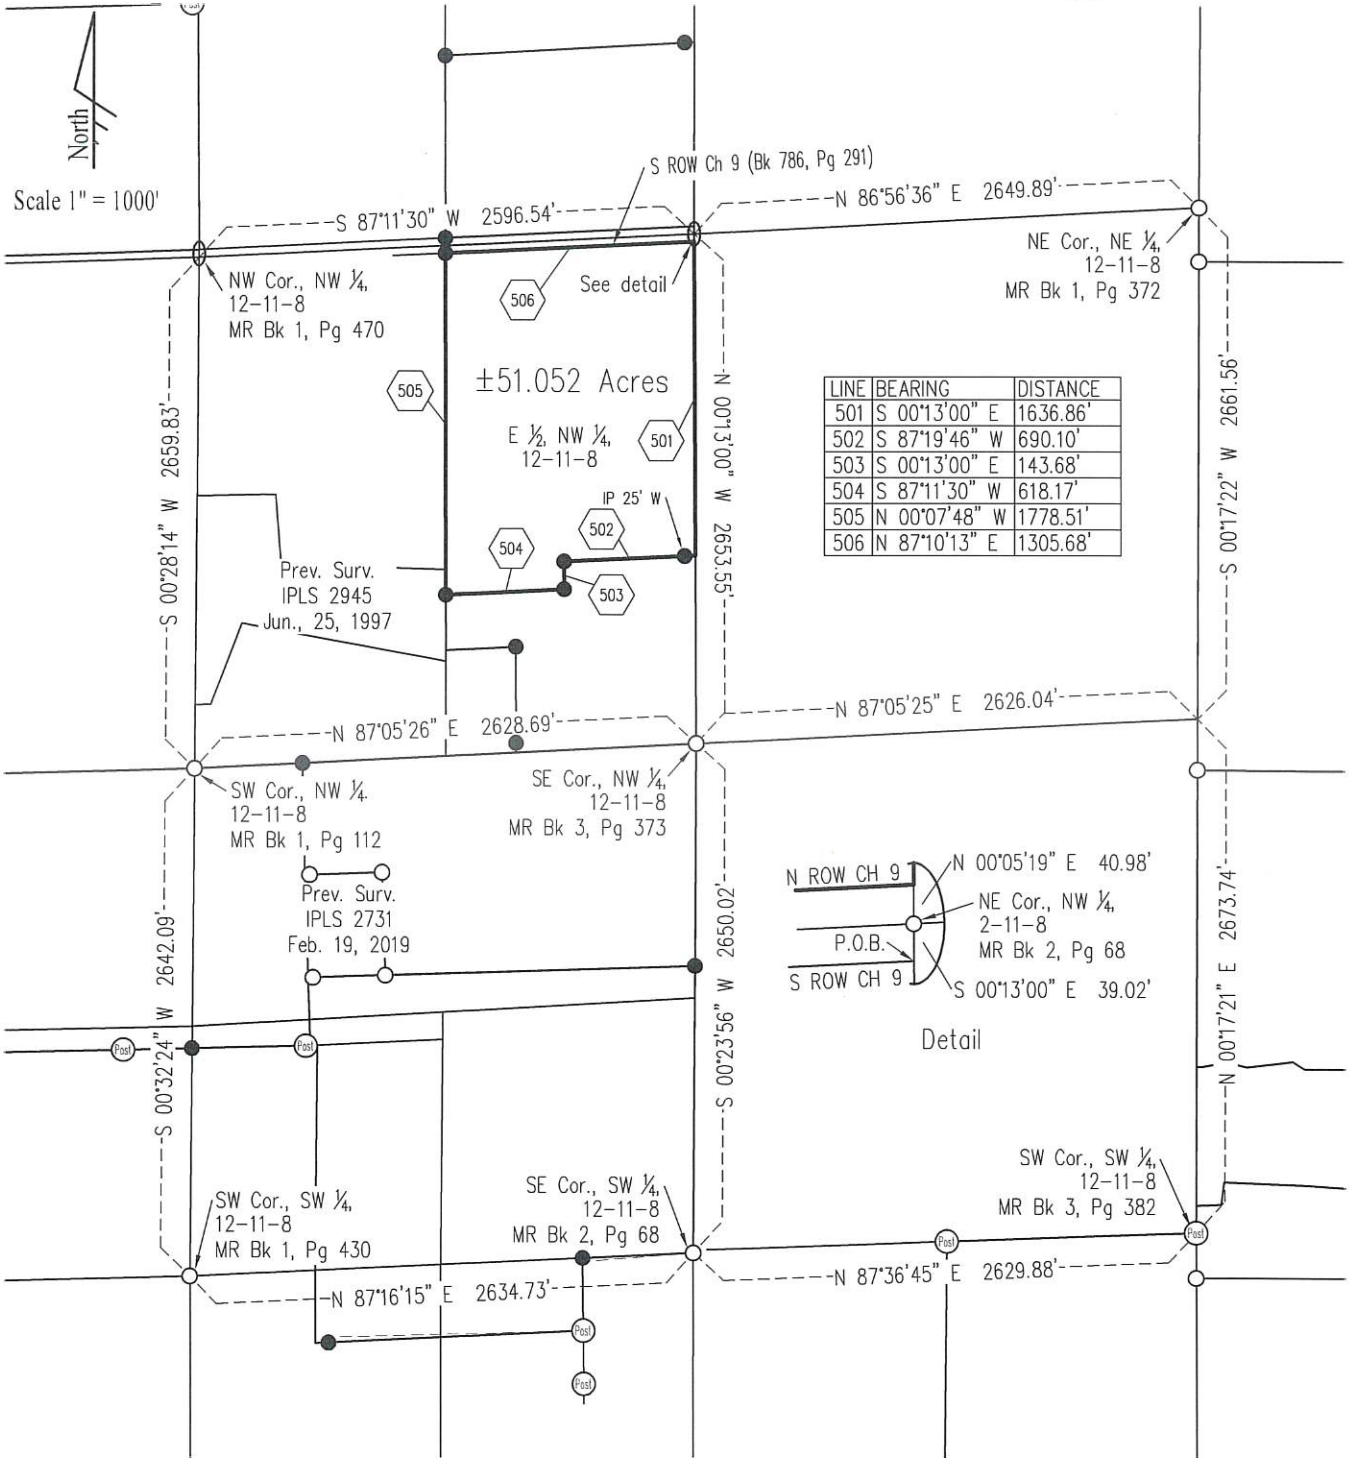 Post
North
Scale 1" = 1000'
S ROW Ch 9 (Bk 786, Pg 291)
S 87°11'30" W 2596.54'
N 86°56'36" E 2649.89'
NW Cor., NW ¼,
12-11-8
MR Bk 1, Pg 470
506
See detail
NE Cor., NE ¼,
12-11-8
MR Bk 1, Pg 372
505
±51.052 Acres
E ½, NW ¼,
12-11-8
501
IP 25' W
502
504
503
S 00°28'14" W 2659.83'
N 00°13'00" W 2653.55'
S 00°17'22" W 2661.56'
LINE BEARING DISTANCE
501 S 00°13'00" E 1636.86'
502 S 87°19'46" W 690.10'
503 S 00°13'00" E 143.68'
504 S 87°11'30" W 618.17'
505 N 00°07'48" W 1778.51'
506 N 87°10'13" E 1305.68'
Prev. Surv.
IPLS 2945
Jun., 25, 1997
N 87°05'26" E 2628.69'
N 87°05'25" E 2626.04'
SW Cor., NW ¼.
12-11-8
MR Bk 1, Pg 112
SE Cor., NW ¼,
12-11-8
MR Bk 3, Pg 373
Prev. Surv.
IPLS 2731
Feb. 19, 2019
N ROW CH 9
N 00°05'19" E 40.98'
NE Cor., NW ¼,
2-11-8
MR Bk 2, Pg 68
P.O.B.
S ROW CH 9
S 00°13'00" E 39.02'
Detail
S 00°32'24" W 2642.09'
S 00°23'56" W 2650.02'
N 00°17'21" E 2673.74'
Post
Post
SW Cor., SW ¼,
12-11-8
MR Bk 1, Pg 430
SE Cor., SW ¼,
12-11-8
MR Bk 2, Pg 68
SW Cor., SW ¼,
12-11-8
MR Bk 3, Pg 382
Post
Post
N 87°16'15" E 2634.73'
N 87°36'45" E 2629.88'
Post
Post